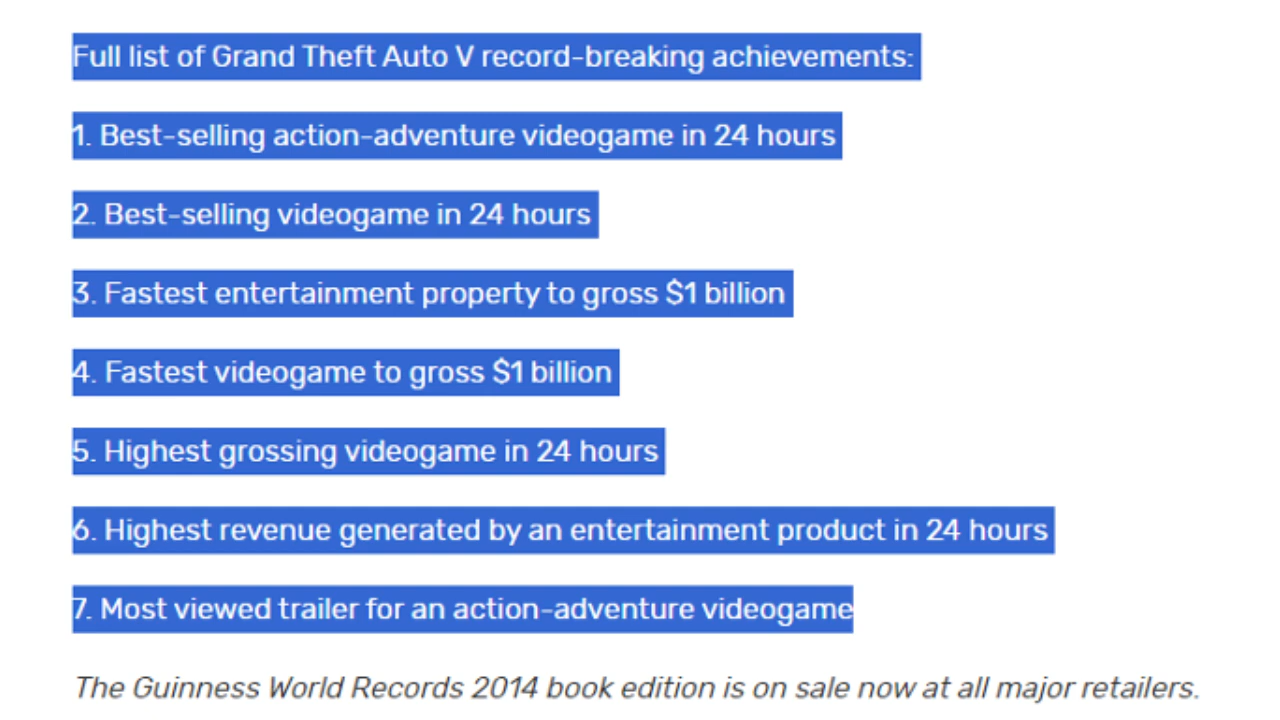 Full list of Grand Theft Auto V record-breaking achievements:
1. Best-selling action-adventure videogame in 24 hours
2. Best-selling videogame in 24 hours
3. Fastest entertainment property to gross $1 billion
4. Fastest videogame to gross $1 billion
5. Highest grossing videogame in 24 hours
6. Highest revenue generated by an entertainment product in 24 hours
7. Most viewed trailer for an action-adventure videogame
The Guinness World Records 2014 book edition is on sale now at all major retailers.